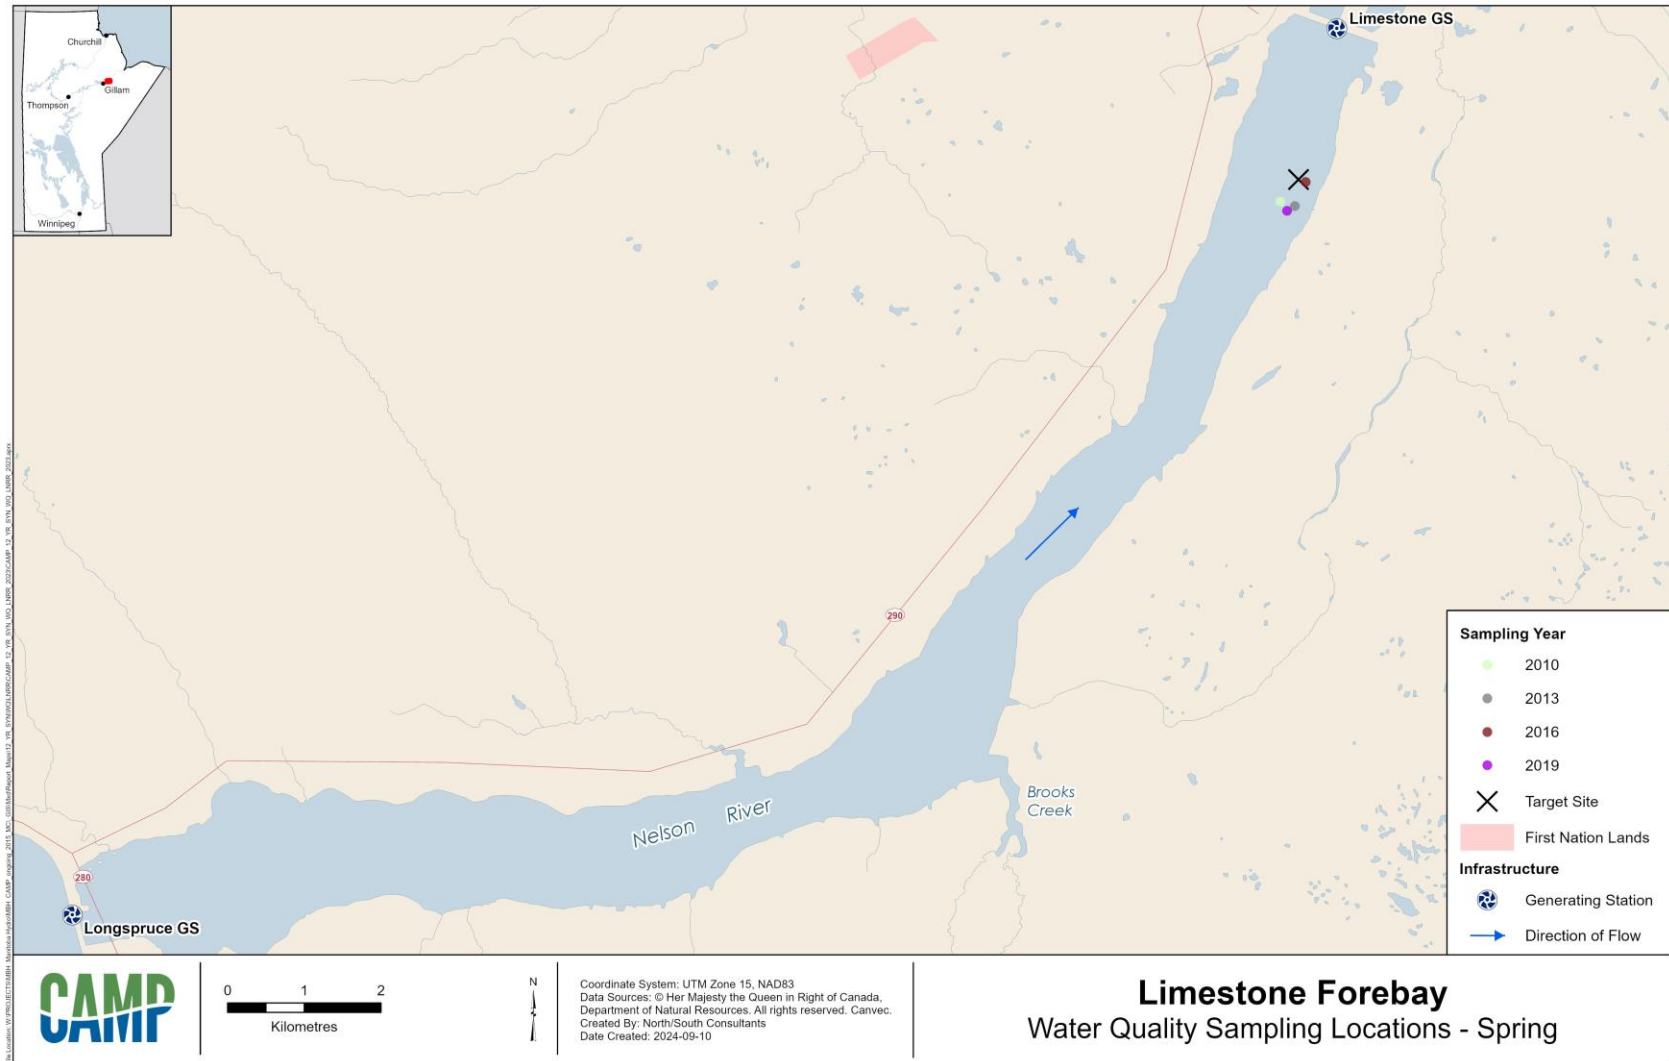 Churchill
Gillam
Thompson
Winnipeg
Limestone GS
290
Nelson River
Brooks
Creek
280
Longspruce GS
Sampling Year
2010
2013
2016
2019
Target Site
First Nation Lands
Infrastructure
Generating Station
Direction of Flow
CAMP
0 1 2
Kilometres
N
Coordinate System: UTM Zone 15, NAD83
Data Sources: © Her Majesty the Queen in Right of Canada,
Department of Natural Resources. All rights reserved. Canvec.
Created By: North/South Consultants
Date Created: 2024-09-10
Limestone Forebay
Water Quality Sampling Locations - Spring